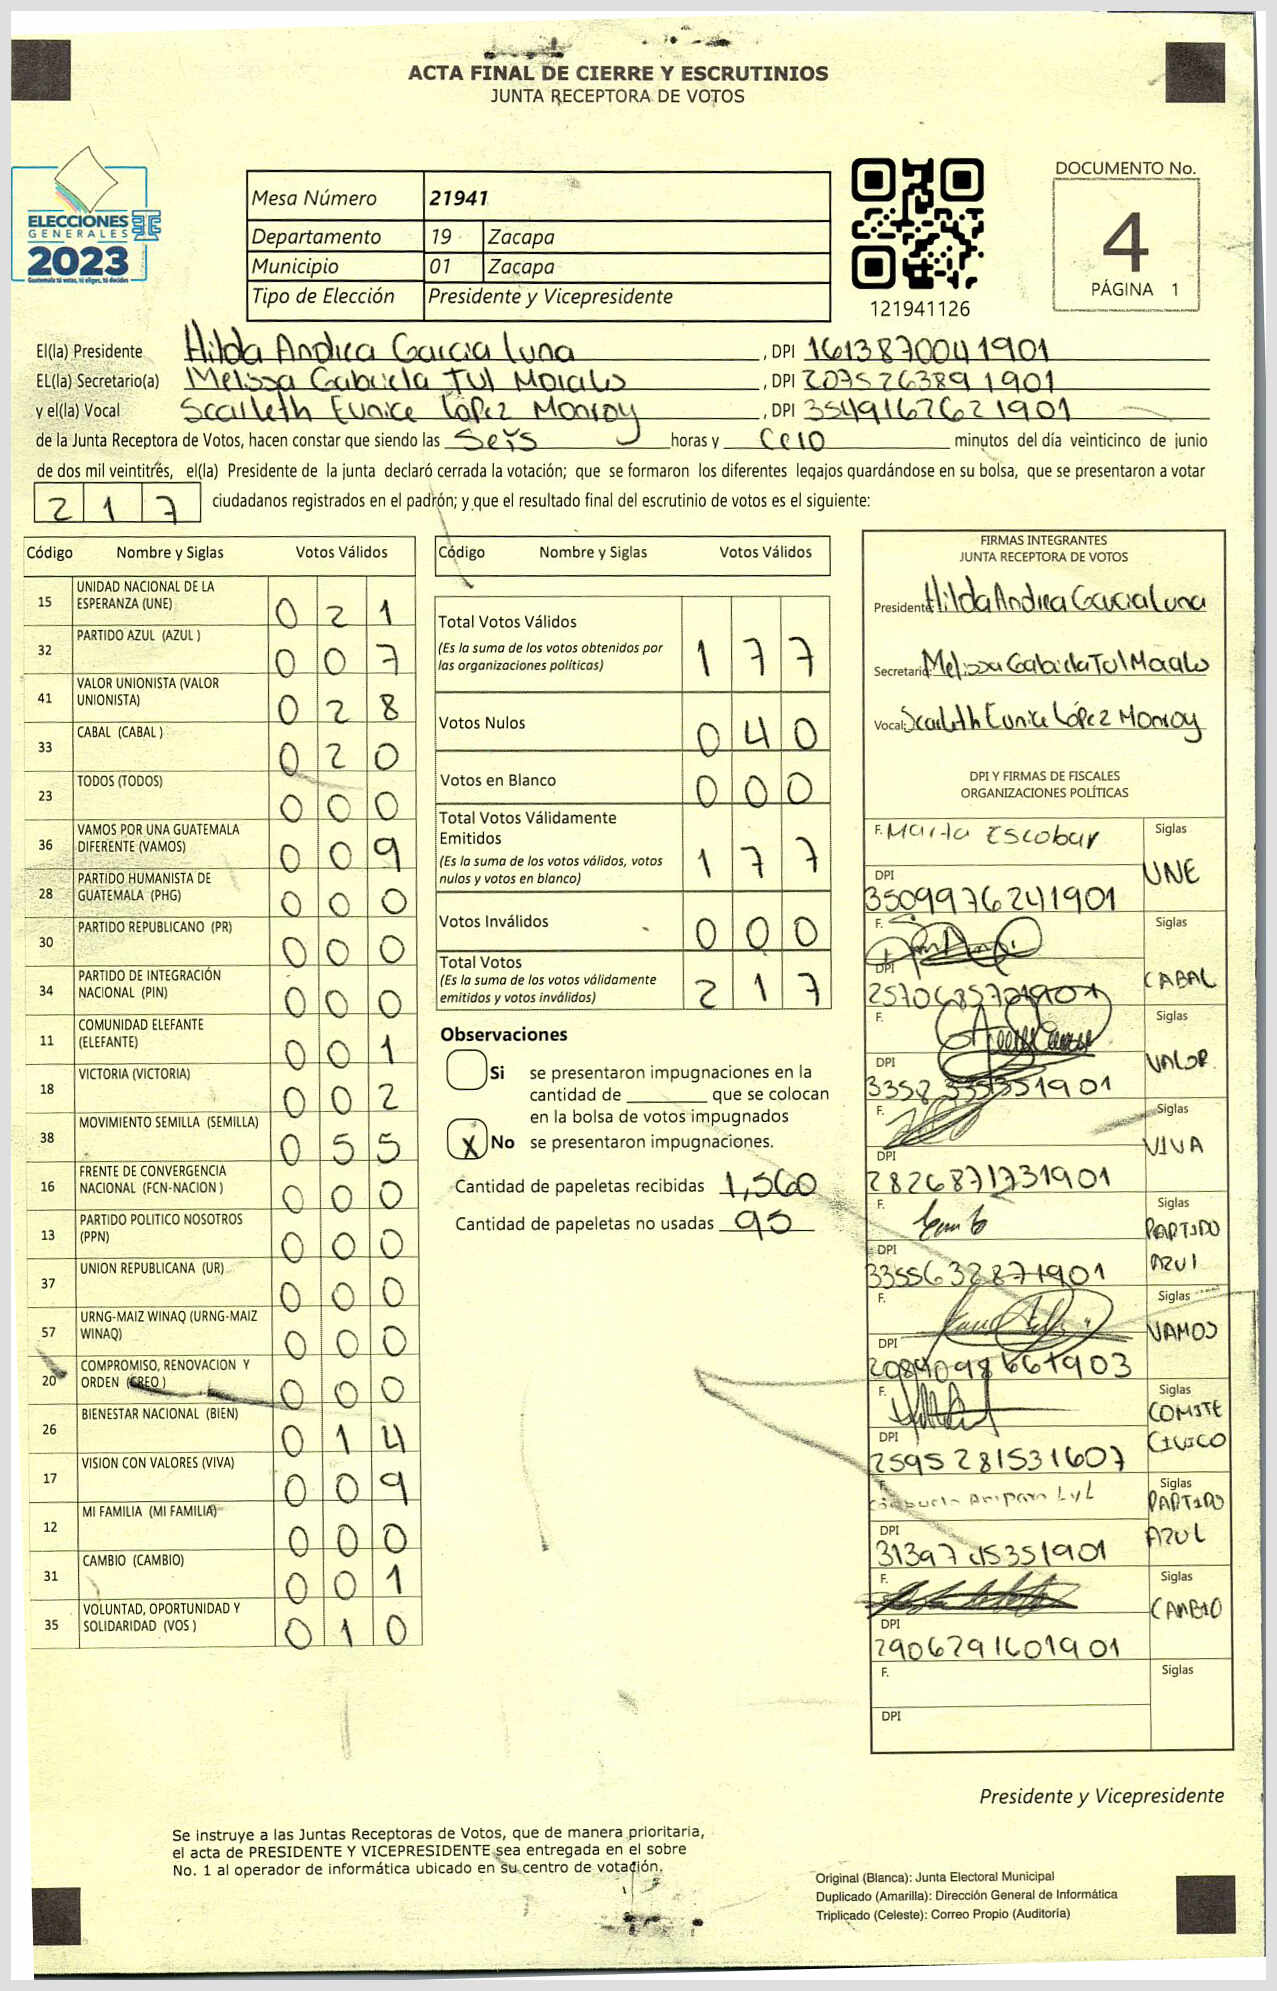 ACTA FINAL DE CIERRE Y ESCRUTINIOS
JUNTA RECEPTORA DE VOTOS
ELECCIONES
GENERALES
2023
Guatemala tú votas, tú eliges, tú decides
Mesa Número 21941
Departamento 19 Zacapa
Municipio 01 Zacapa
Tipo de Elección Presidente y Vicepresidente
121941126
DOCUMENTO No.
4
PÁGINA 1
El(la) Presidente Hilda Andrea Garcia Luna, DPI 1613870041901
EL(la) Secretario(a) Melissa Gabriela Tul Morales, DPI 2075263891901
y el(la) Vocal Scarleth Eunice López Monroy, DPI 3549167621901
de la Junta Receptora de Votos, hacen constar que siendo las Seis horas y Cero minutos del día veinticinco de junio
de dos mil veintitrés, el(la) Presidente de la junta declaró cerrada la votación; que se formaron los diferentes legajos quardándose en su bolsa, que se presentaron a votar
217 ciudadanos registrados en el padrón; y que el resultado final del escrutinio de votos es el siguiente:
Código Nombre y Siglas Votos Válidos
15 UNIDAD NACIONAL DE LA ESPERANZA (UNE) 0 2 1
32 PARTIDO AZUL (AZUL ) 0 0 7
41 VALOR UNIONISTA (VALOR UNIONISTA) 0 2 8
33 CABAL (CABAL ) 0 2 0
23 TODOS (TODOS) 0 0 0
36 VAMOS POR UNA GUATEMALA DIFERENTE (VAMOS) 0 0 9
28 PARTIDO HUMANISTA DE GUATEMALA (PHG) 0 0 0
30 PARTIDO REPUBLICANO (PR) 0 0 0
34 PARTIDO DE INTEGRACIÓN NACIONAL (PIN) 0 0 0
11 COMUNIDAD ELEFANTE (ELEFANTE) 0 0 1
18 VICTORIA (VICTORIA) 0 0 2
38 MOVIMIENTO SEMILLA (SEMILLA) 0 5 5
16 FRENTE DE CONVERGENCIA NACIONAL (FCN-NACION ) 0 0 0
13 PARTIDO POLITICO NOSOTROS (PPN) 0 0 0
37 UNION REPUBLICANA (UR) 0 0 0
57 URNG-MAIZ WINAQ (URNG-MAIZ WINAQ) 0 0 0
20 COMPROMISO, RENOVACION Y ORDEN (CREO ) 0 0 0
26 BIENESTAR NACIONAL (BIEN) 0 1 4
17 VISION CON VALORES (VIVA) 0 0 9
12 MI FAMILIA (MI FAMILIA) 0 0 0
31 CAMBIO (CAMBIO) 0 0 1
35 VOLUNTAD, OPORTUNIDAD Y SOLIDARIDAD (VOS ) 0 1 0
Código Nombre y Siglas Votos Válidos
Total Votos Válidos
(Es la suma de los votos obtenidos por
las organizaciones políticas) 1 7 7
Votos Nulos 0 4 0
Votos en Blanco 0 0 0
Total Votos Válidamente
Emitidos
(Es la suma de los votos válidos, votos
nulos y votos en blanco) 1 7 7
Votos Inválidos 0 0 0
Total Votos
(Es la suma de los votos válidamente
emitidos y votos inválidos) 2 1 7
Observaciones
Si se presentaron impugnaciones en la
cantidad de ________ que se colocan
en la bolsa de votos impugnados
X No se presentaron impugnaciones.
Cantidad de papeletas recibidas 1,560
Cantidad de papeletas no usadas 95
FIRMAS INTEGRANTES
JUNTA RECEPTORA DE VOTOS
Presidente Hilda Andrea Garcia Luna
Secretario Melissa Gabriela Tul Morales
Vocal: Scarleth Eunice López Monroy
DPI Y FIRMAS DE FISCALES
ORGANIZACIONES POLÍTICAS
F. Maria Escobar Siglas
UNE
DPI
3509976241901
F. Siglas
CABAL
DPI
F. Siglas
VALOR
DPI
F. Siglas
VIVA
DPI
2826871731901
F. Siglas
PARTIDO
AZUL
DPI
3355632871901
F. Siglas
VAMOS
DPI
2089098661903
F. Siglas
COMITE
CIVICO
DPI
2595281531607
F. Siglas
PARTIDO
AZUL
DPI
F. Siglas
CAMBIO
DPI
2906291601901
F. Siglas
DPI
Presidente y Vicepresidente
Se instruye a las Juntas Receptoras de Votos, que de manera prioritaria,
el acta de PRESIDENTE Y VICEPRESIDENTE sea entregada en el sobre
No. 1 al operador de informática ubicado en su centro de votación.
Original (Blanca): Junta Electoral Municipal
Duplicado (Amarilla): Dirección General de Informática
Triplicado (Celeste): Correo Propio (Auditoría)